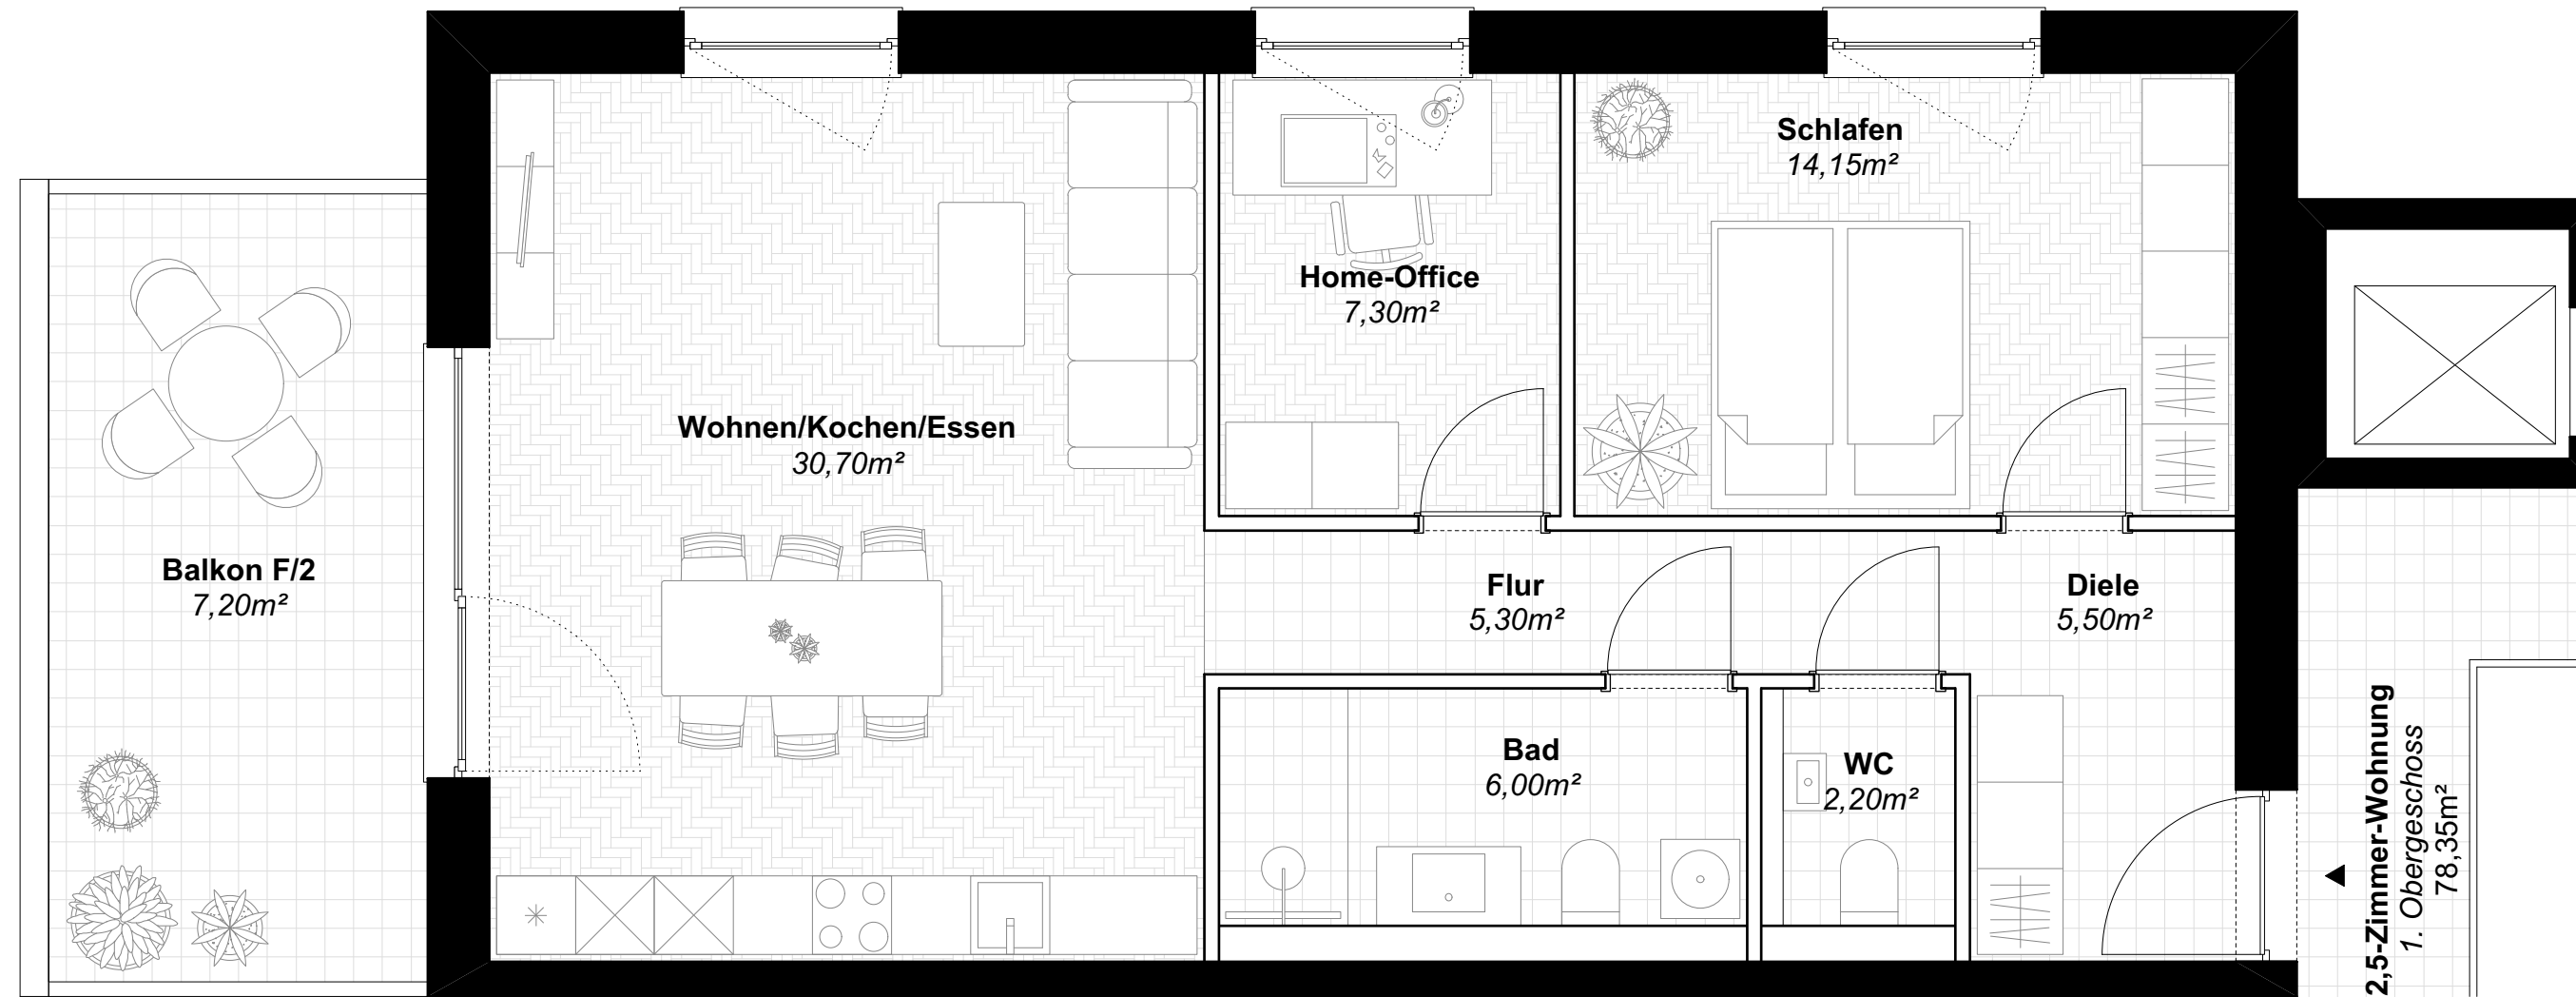 Schlafen
14,15m²
Home-Office
7,30m²
Wohnen/Kochen/Essen
30,70m²
Balkon F/2
7,20m²
Flur
5,30m²
Diele
5,50m²
Bad
6,00m²
WC
2,20m²
2,5-Zimmer-Wohnung
1. Obergeschoss
78,35m²